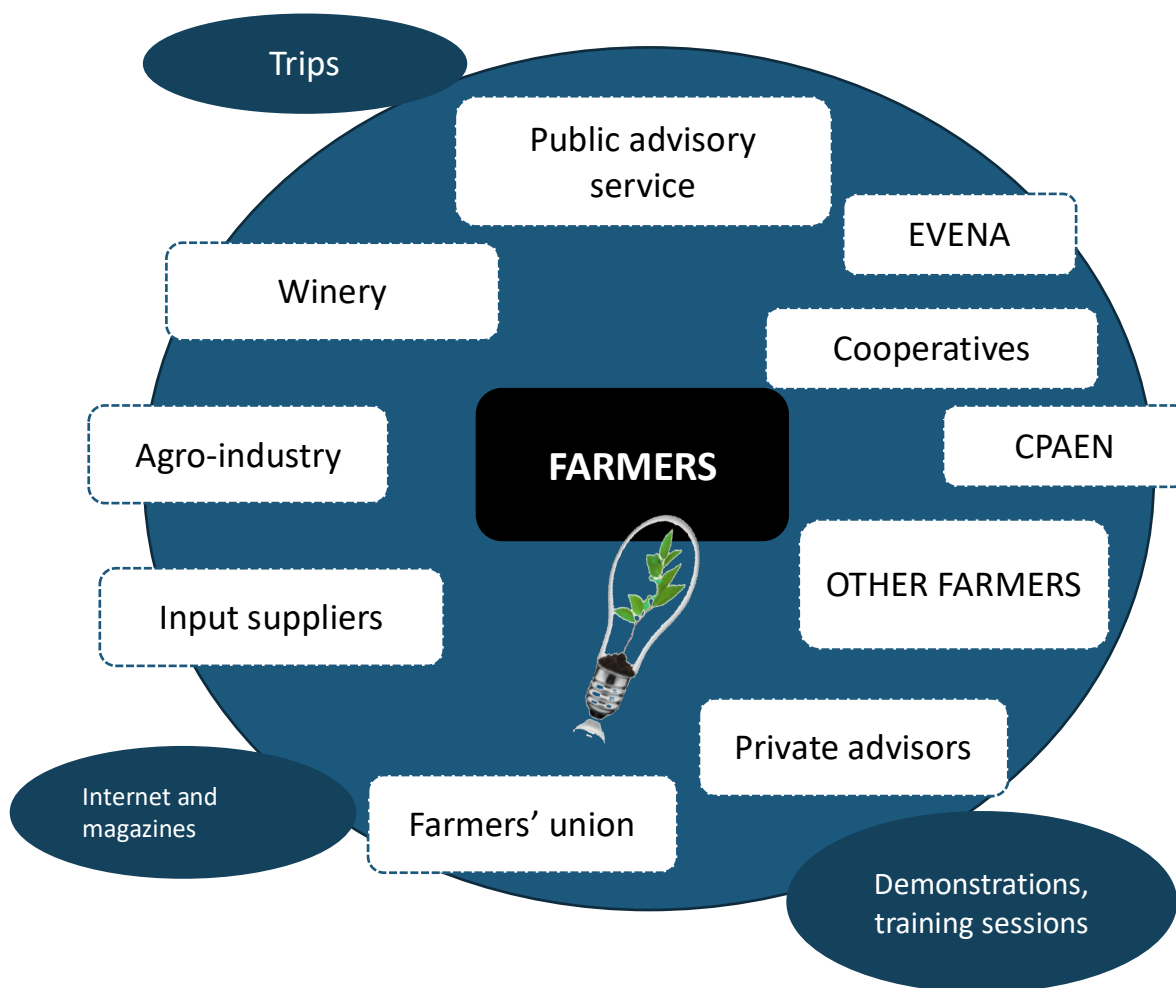 Trips
Public advisory
service
EVENA
Winery
Cooperatives
Agro-industry
FARMERS
CPAEN
OTHER FARMERS
Input suppliers
Private advisors
Internet and
magazines
Farmers’ union
Demonstrations,
training sessions